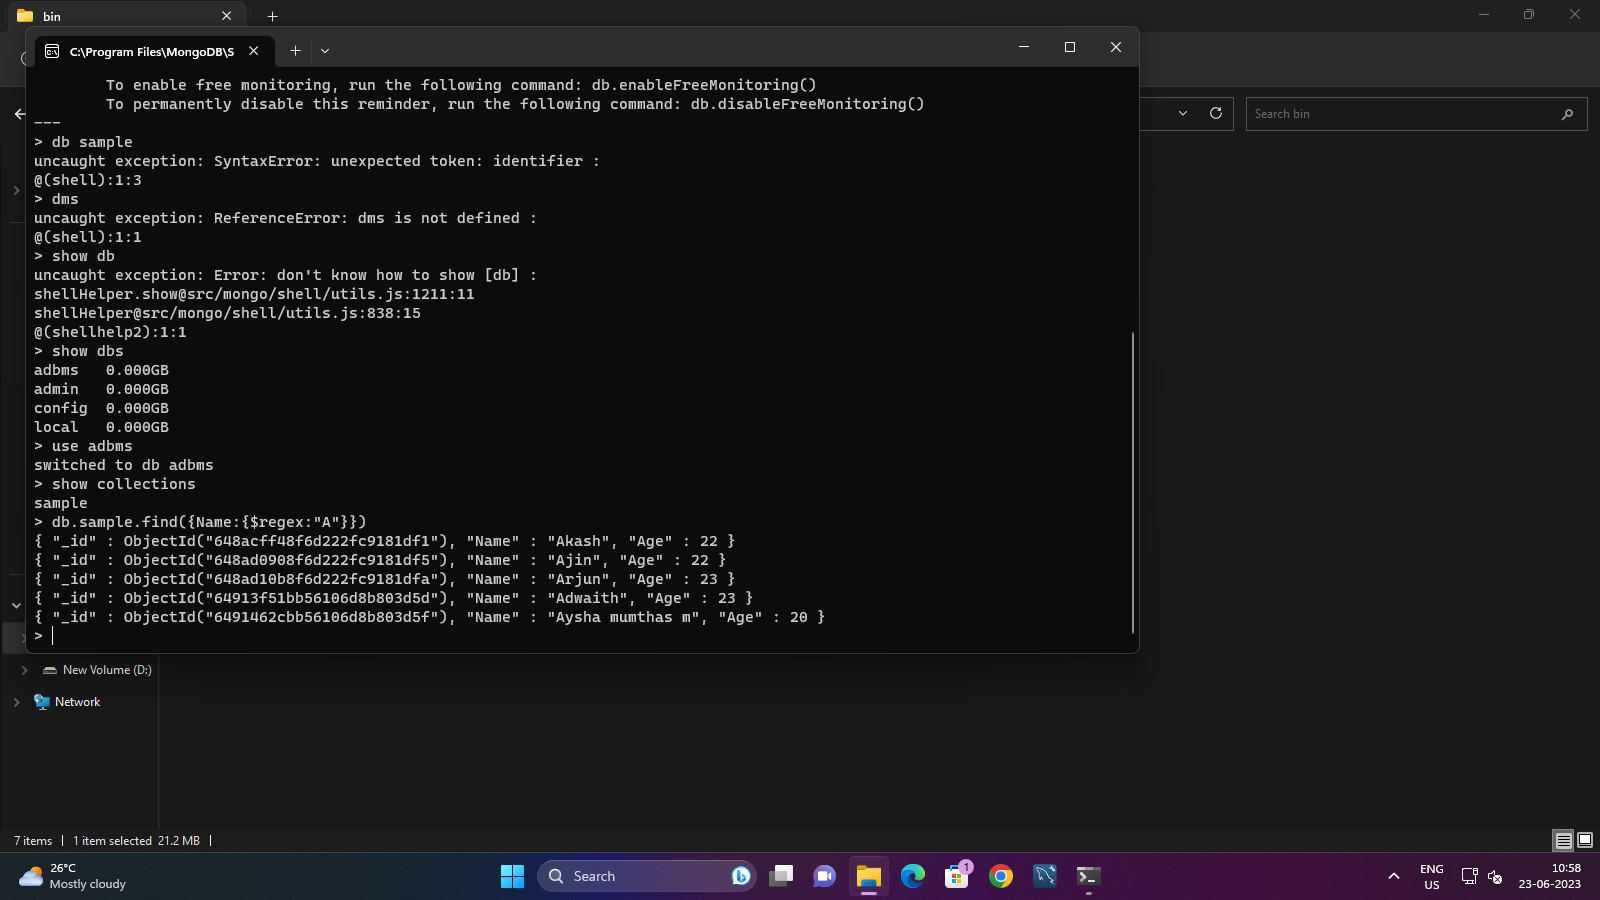 bin
C:\Program Files\MongoDB\S
Search bin
        To enable free monitoring, run the following command: db.enableFreeMonitoring()
        To permanently disable this reminder, run the following command: db.disableFreeMonitoring()
---
> db sample
uncaught exception: SyntaxError: unexpected token: identifier :
@(shell):1:3
> dms
uncaught exception: ReferenceError: dms is not defined :
@(shell):1:1
> show db
uncaught exception: Error: don't know how to show [db] :
shellHelper.show@src/mongo/shell/utils.js:1211:11
shellHelper@src/mongo/shell/utils.js:838:15
@(shellhelp2):1:1
> show dbs
adbms   0.000GB
admin   0.000GB
config  0.000GB
local   0.000GB
> use adbms
switched to db adbms
> show collections
sample
> db.sample.find({Name:{$regex:"A"}})
{ "_id" : ObjectId("648acff48f6d222fc9181df1"), "Name" : "Akash", "Age" : 22 }
{ "_id" : ObjectId("648ad0908f6d222fc9181df5"), "Name" : "Ajin", "Age" : 22 }
{ "_id" : ObjectId("648ad10b8f6d222fc9181dfa"), "Name" : "Arjun", "Age" : 23 }
{ "_id" : ObjectId("64913f51bb56106d8b803d5d"), "Name" : "Adwaith", "Age" : 23 }
{ "_id" : ObjectId("6491462cbb56106d8b803d5f"), "Name" : "Aysha mumthas m", "Age" : 20 }
>
New Volume (D:)
Network
7 items | 1 item selected 21.2 MB |
26°C
Mostly cloudy
Search
1
ENG
US
10:58
23-06-2023